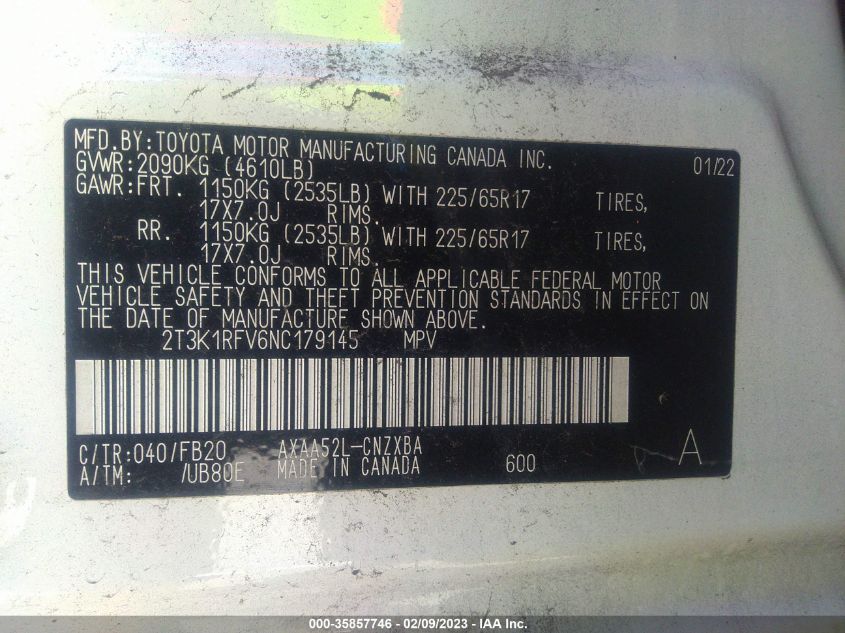 MFD.BY:TOYOTA MOTOR MANUFACTURING CANADA INC. 01/22
GVWR:2090KG (4610LB)
GAWR:FRT. 1150KG (2535LB) WITH 225/65R17 TIRES,
17X7.0J RIMS.
RR. 1150KG (2535LB) WITH 225/65R17 TIRES,
17X7.0J RIMS.
THIS VEHICLE CONFORMS TO ALL APPLICABLE FEDERAL MOTOR
VEHICLE SAFETY AND THEFT PREVENTION STANDARDS IN EFFECT ON
THE DATE OF MANUFACTURE SHOWN ABOVE.
2T3K1RFV6NC179145 MPV
C/TR:040/FB20 AXAA52L-CNZXBA A
A/TM: /UB80E MADE IN CANADA 600
000-35857746 - 02/09/2023 - IAA Inc.